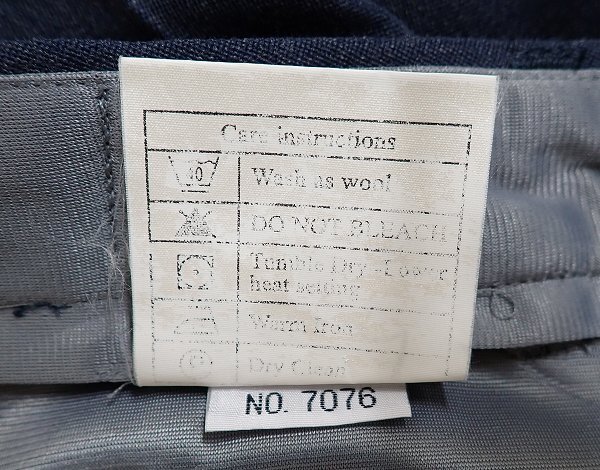 Care instructions
40
Wash as wool
DO NOT BLEACH
Tumble Dry - Lower
heat setting
Warm Iron
P
Dry Clean
NO. 7076